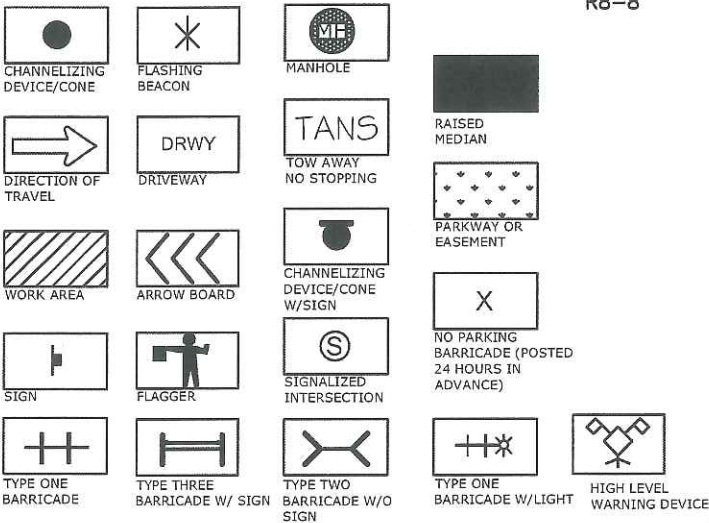 R8-8
CHANNELIZING
DEVICE/CONE
FLASHING
BEACON
MH
MANHOLE
RAISED
MEDIAN
DIRECTION OF
TRAVEL
DRWY
DRIVEWAY
TANS
TOW AWAY
NO STOPPING
PARKWAY OR
EASEMENT
WORK AREA
ARROW BOARD
CHANNELIZING
DEVICE/CONE
W/SIGN
X
NO PARKING
BARRICADE (POSTED
24 HOURS IN
ADVANCE)
SIGN
FLAGGER
S
SIGNALIZED
INTERSECTION
TYPE ONE
BARRICADE
TYPE THREE
BARRICADE W/ SIGN
TYPE TWO
BARRICADE W/O
SIGN
TYPE ONE
BARRICADE W/LIGHT
HIGH LEVEL
WARNING DEVICE